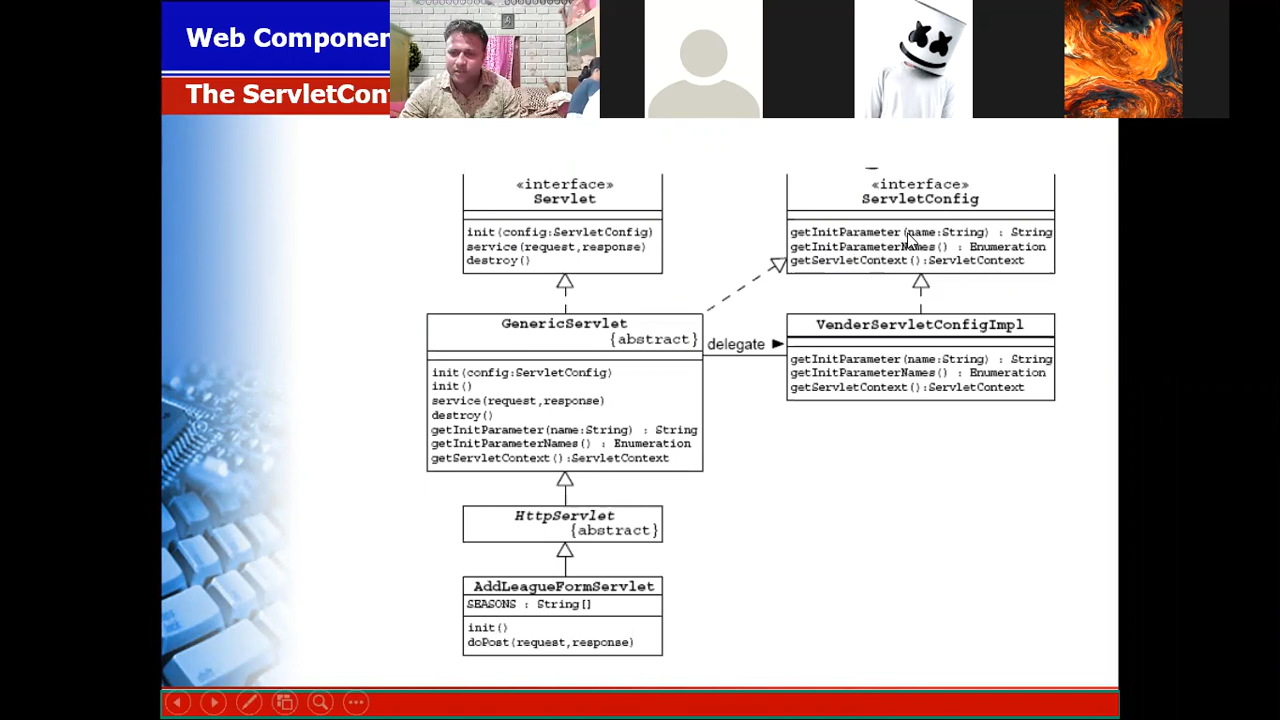 Web Componen
The ServletCon
«interface»
Servlet
init(config:ServletConfig)
service(request,response)
destroy()
«interface»
ServletConfig
getInitParameter(name:String) : String
getInitParameterNames() : Enumeration
getServletContext():ServletContext
GenericServlet
{abstract}
init(config:ServletConfig)
init()
service(request,response)
destroy()
getInitParameter(name:String) : String
getInitParameterNames() : Enumeration
getServletContext():ServletContext
delegate
VenderServletConfigImpl
getInitParameter(name:String) : String
getInitParameterNames() : Enumeration
getServletContext():ServletContext
HttpServlet
{abstract}
AddLeagueFormServlet
SEASONS : String[]
init()
doPost(request,response)